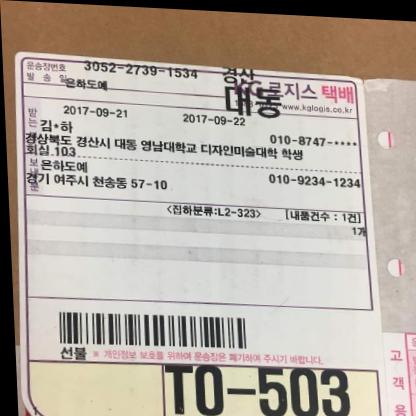 운송장번호 3052-2739-1534 경산
발 송 일 은하도예 로지스 택배
대동 www.kglogis.co.kr
받 2017-09-21 2017-09-22
는 김*하 010-8747-****
경상북도 경산시 대동 영남대학교 디자인미술대학 학생
회실 103
보 은하도예 010-9234-1234
경기 여주시 천송동 57-10
<집하분류:L2-323> [내품건수 : 1건]
1개
선불 ※ 개인정보 보호를 위하여 운송장은 폐기하여 주시기 바랍니다.
TO-503
고
객
용